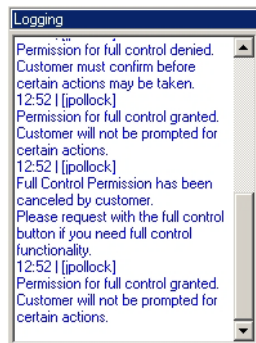 Logging
Permission for full control denied.
Customer must confirm before
certain actions may be taken.
12:52 | [jpollock]
Permission for full control granted.
Customer will not be prompted for
certain actions.
12:52 | [jpollock]
Full Control Permission has been
canceled by customer.
Please request with the full control
button if you need full control
functionality.
12:52 | [jpollock]
Permission for full control granted.
Customer will not be prompted for
certain actions.